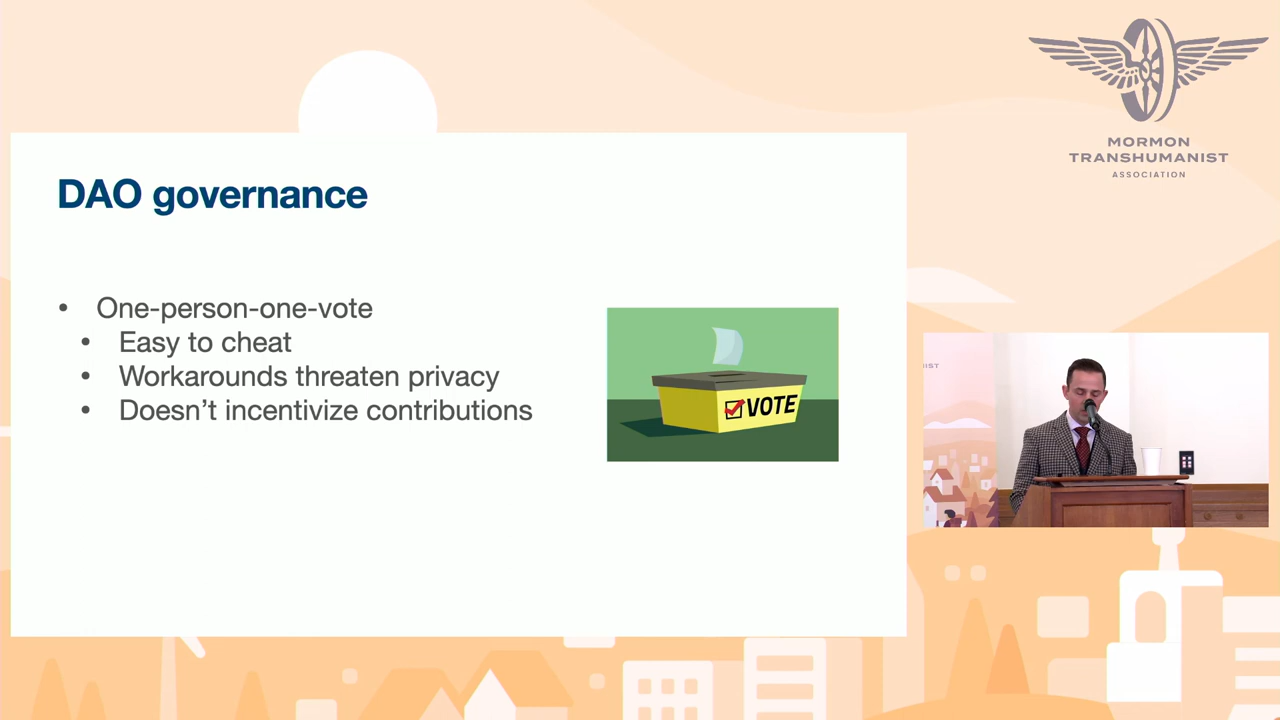 MORMON
TRANSHUMANIST
ASSOCIATION
DAO governance
• One-person-one-vote
• Easy to cheat
• Workarounds threaten privacy
• Doesn’t incentivize contributions
VOTE
IST